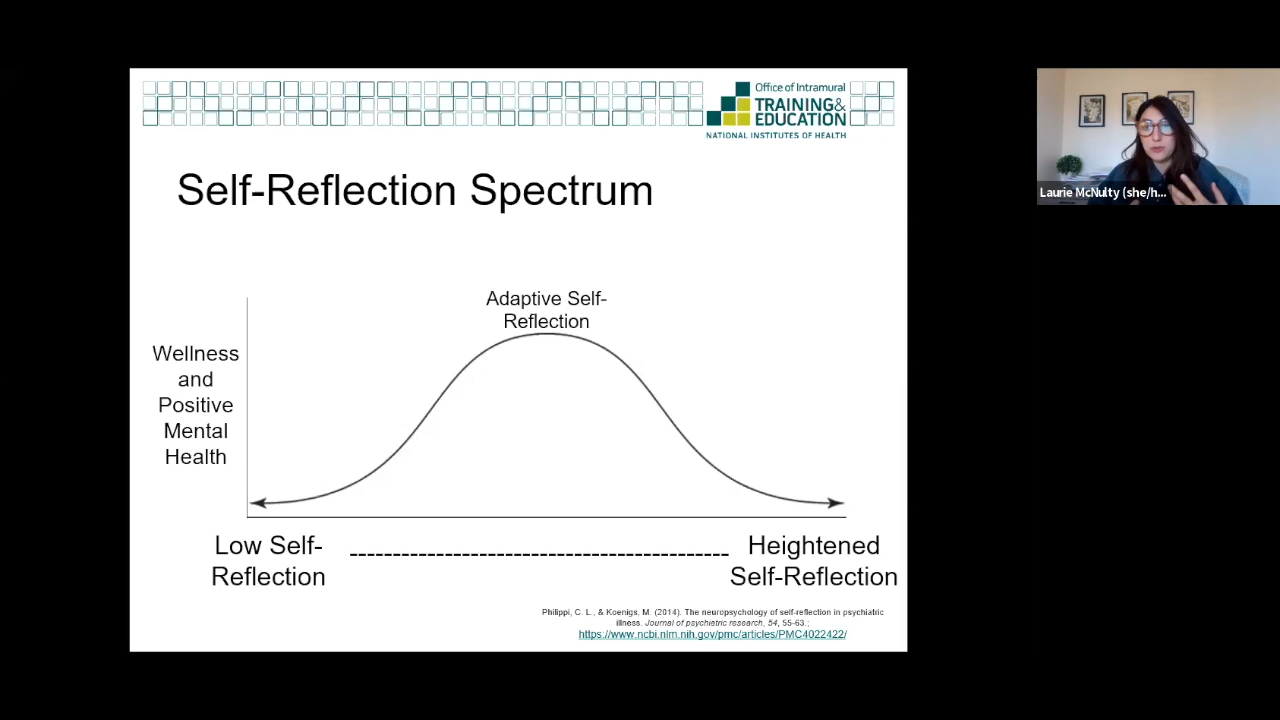 Office of Intramural
TRAINING&
EDUCATION
NATIONAL INSTITUTES OF HEALTH
Laurie McNulty (she/h...
Self-Reflection Spectrum
Adaptive Self-
Reflection
Wellness
and
Positive
Mental
Health
Low Self-
Reflection
Heightened
Self-Reflection
Philippi, C. L., & Koenigs, M. (2014). The neuropsychology of self-reflection in psychiatric
illness. Journal of psychiatric research, 54, 55-63.;
https://www.ncbi.nlm.nih.gov/pmc/articles/PMC4022422/